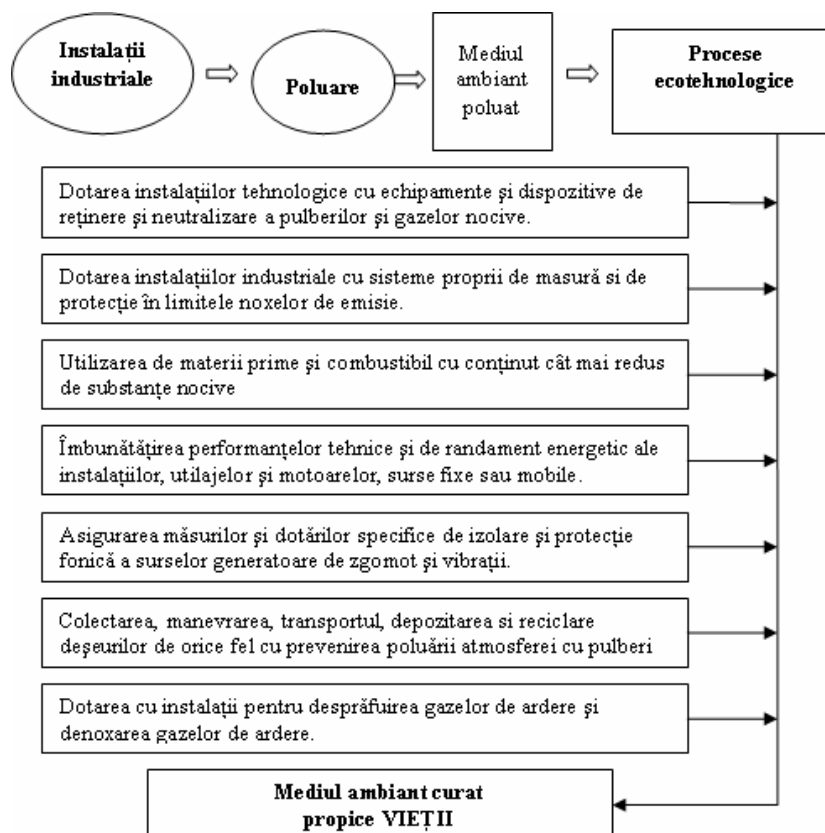 Instalații
industriale
Poluare
Mediul
ambiant
poluat
Procese
ecotehnologice
Dotarea instalațiilor tehnologice cu echipamente și dispozitive de
reținere și neutralizare a pulberilor și gazelor nocive.
Dotarea instalațiilor industriale cu sisteme proprii de masură si de
protecție în limitele noxelor de emisie.
Utilizarea de materii prime și combustibil cu conținut cât mai redus
de substanțe nocive
Îmbunătățirea performanțelor tehnice și de randament energetic ale
instalațiilor, utilajelor și motoarelor, surse fixe sau mobile.
Asigurarea măsurilor și dotărilor specifice de izolare și protecție
fonică a surselor generatoare de zgomot și vibrații.
Colectarea, manevrarea, transportul, depozitarea si reciclare
deșeurilor de orice fel cu prevenirea poluării atmosferei cu pulberi
Dotarea cu instalații pentru desprăfuirea gazelor de ardere și
denoxarea gazelor de ardere.
Mediul ambiant curat
propice VIEȚII